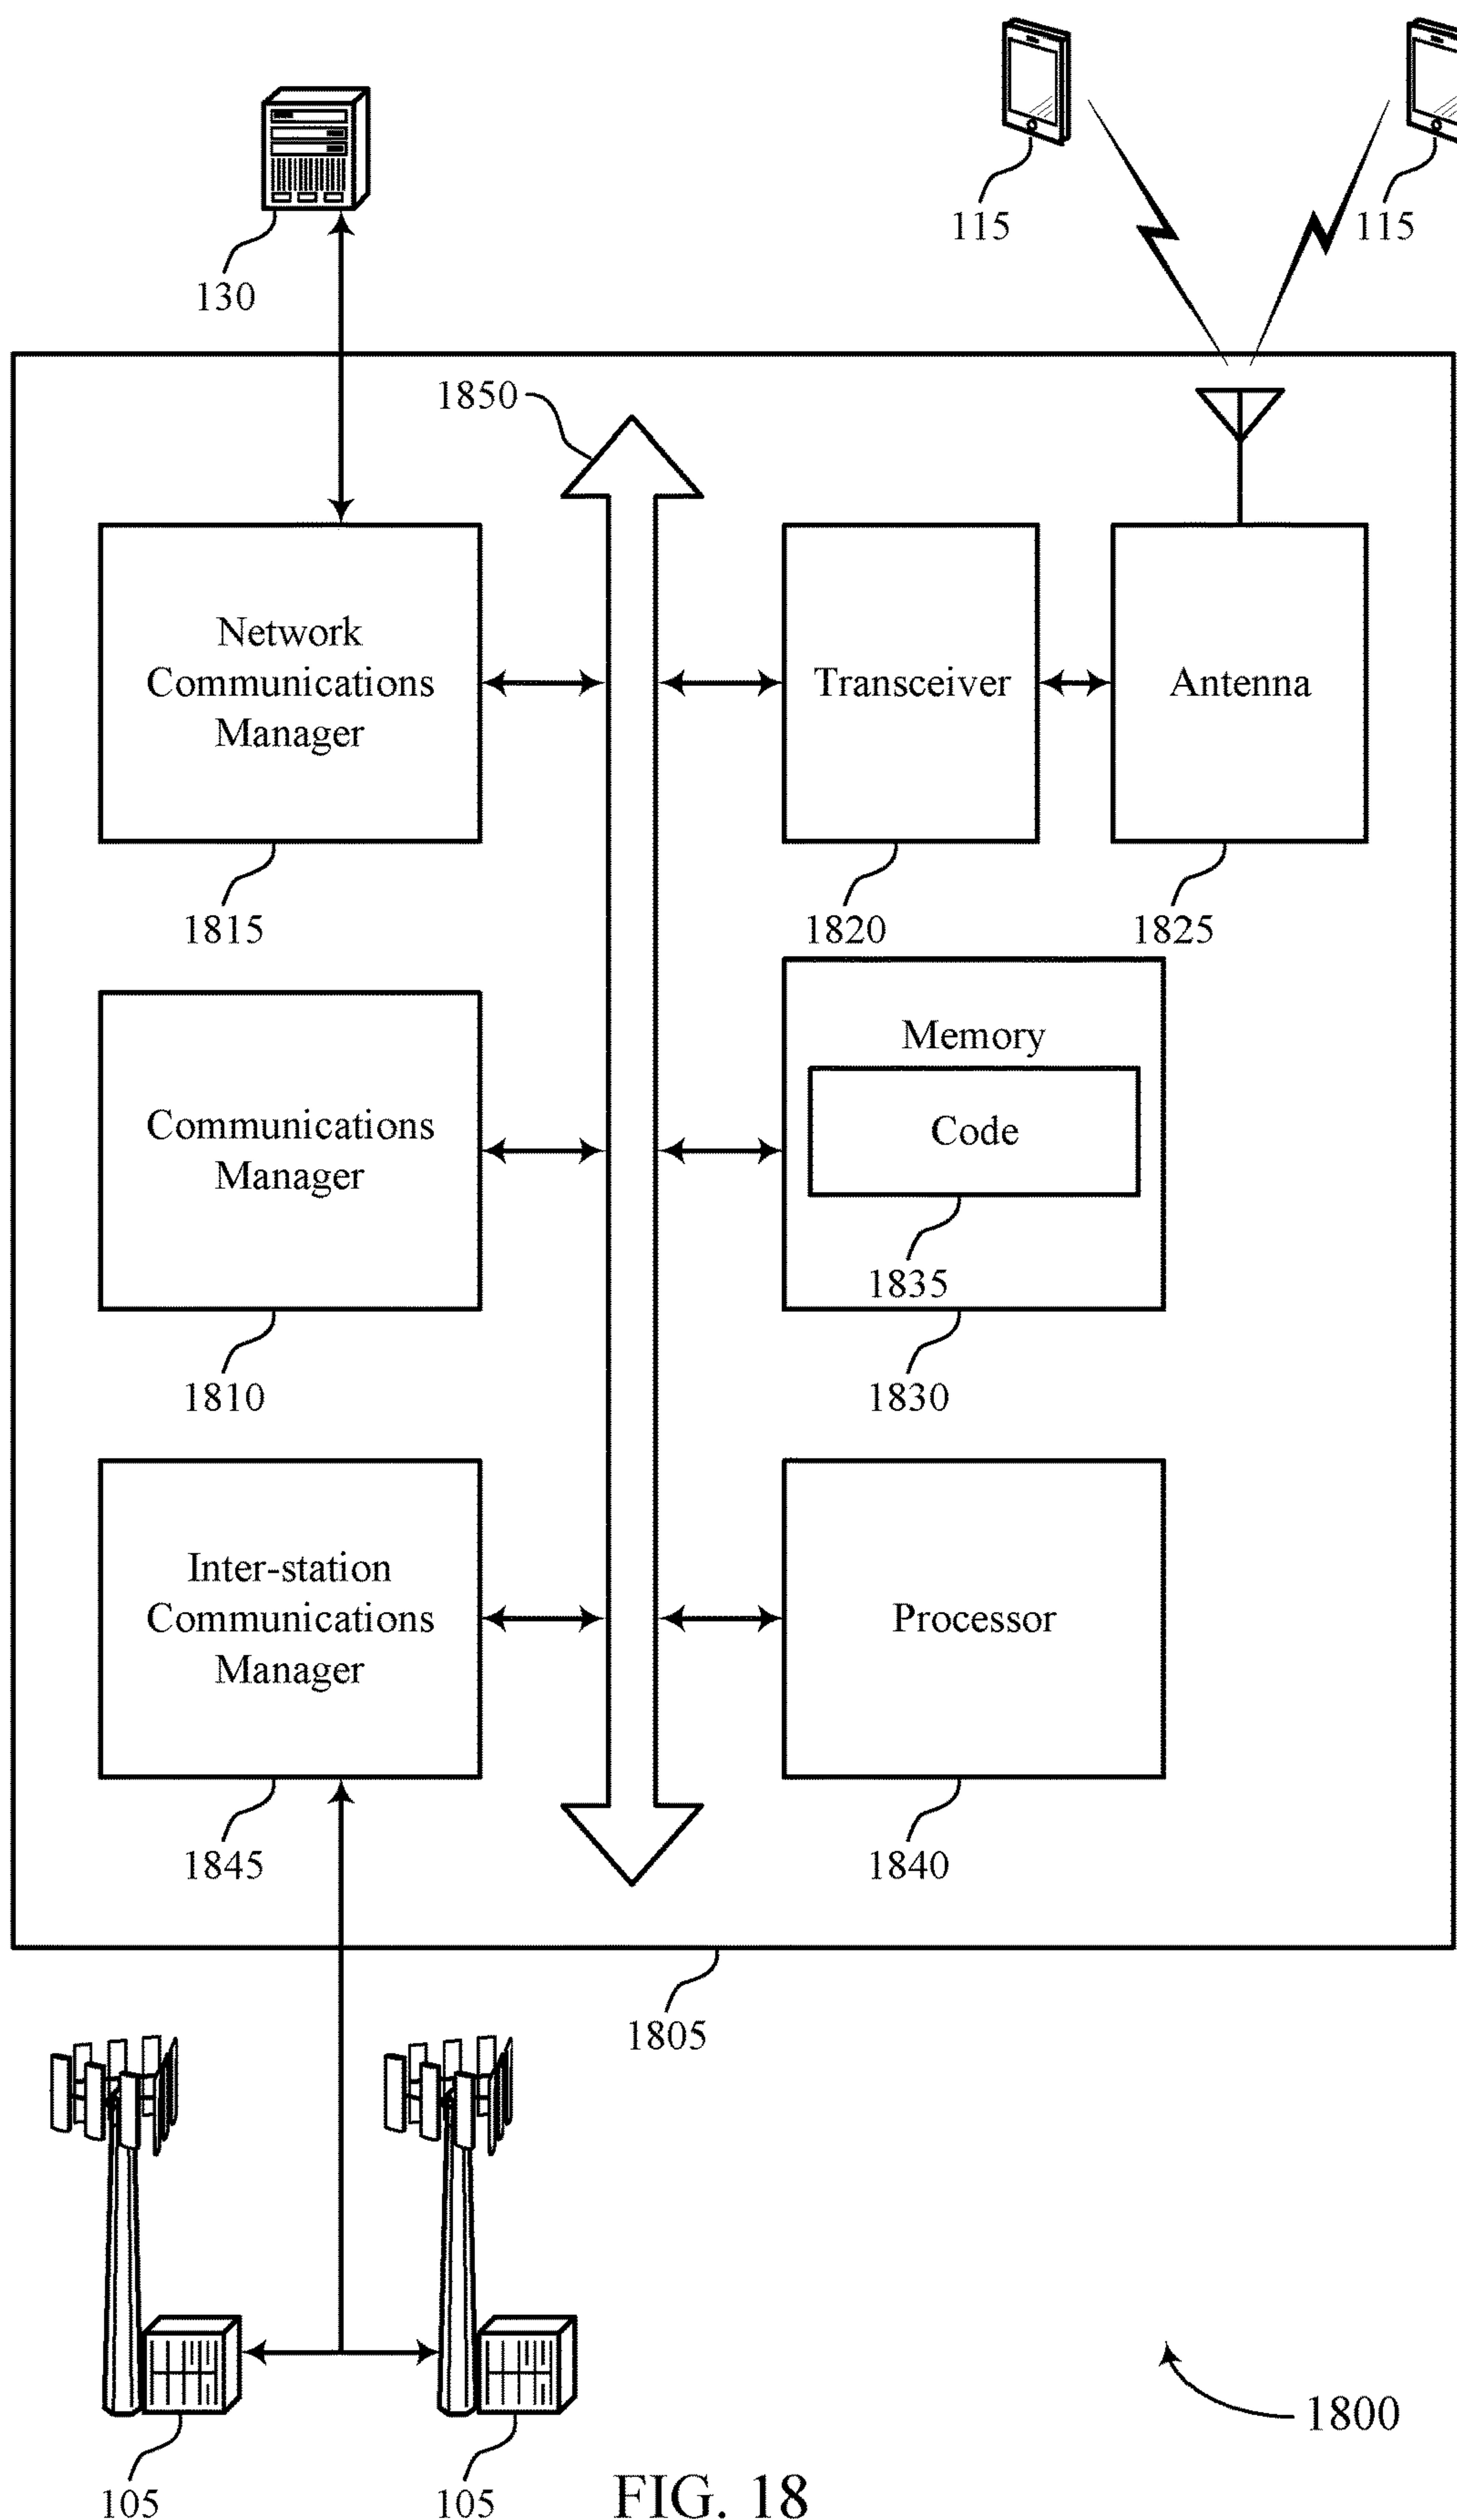 115
115
130
1850
Network
Communications
Manager
Transceiver
Antenna
1815
1820
1825
Communications
Manager
Memory
Code
1835
1810
1830
Inter-station
Communications
Manager
Processor
1845
1840
1805
1800
105
105
FIG. 18